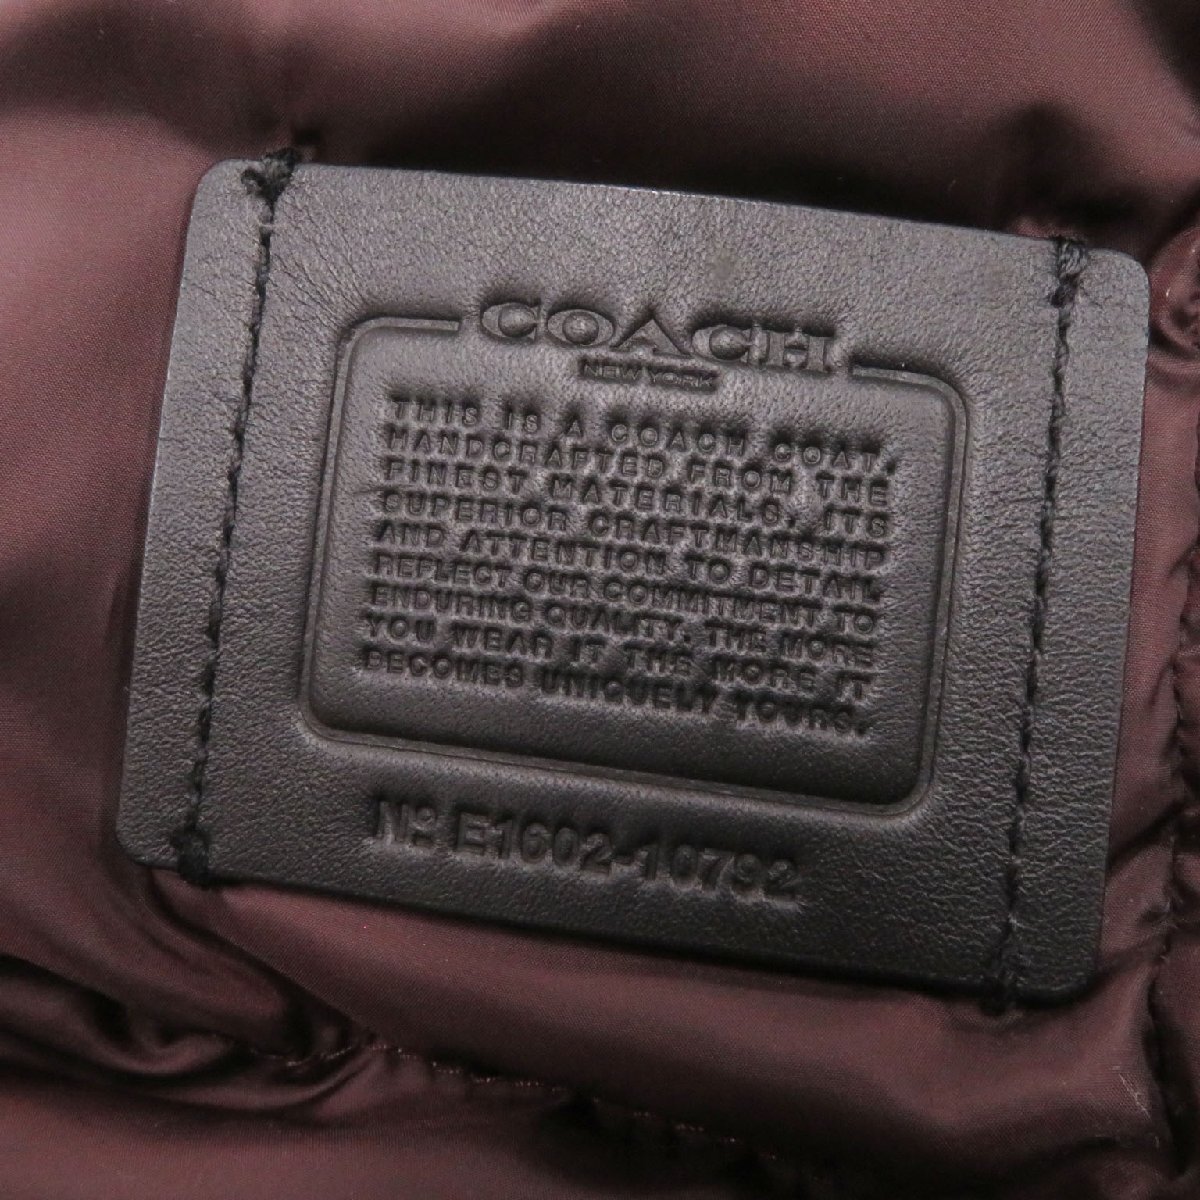 COACH
NEW YORK
THIS IS A COACH COAT,
HANDCRAFTED FROM THE
FINEST MATERIALS. ITS
SUPERIOR CRAFTMANSHIP
AND ATTENTION TO DETAIL
REFLECT OUR COMMITMENT TO
ENDURING QUALITY. THE MORE
YOU WEAR IT THE MORE IT
BECOMES UNIQUELY YOURS.
No E1602-10792